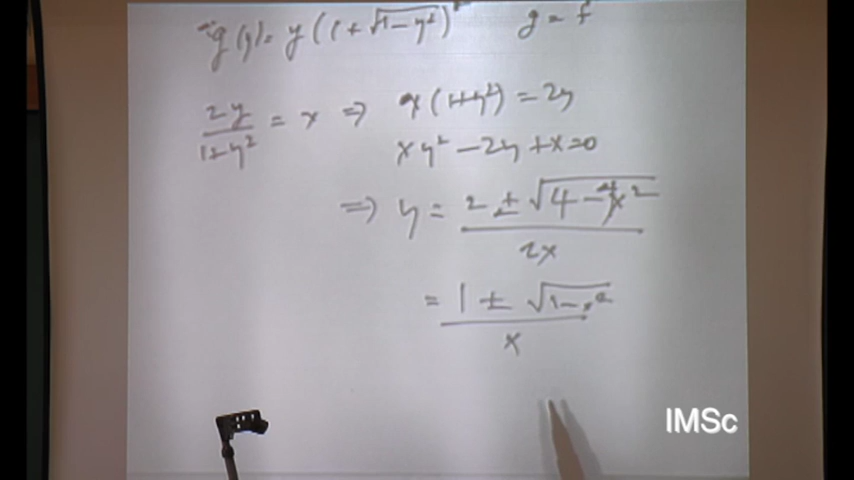 g(y) = y(1 + √1-y²) g = f
2y/1+y² = x ⇒ x(1+y²) = 2y
xy² - 2y + x = 0
⇒ y = 2 ± √4-4x² / 2x
= 1 ± √1-x² / x
IMSc